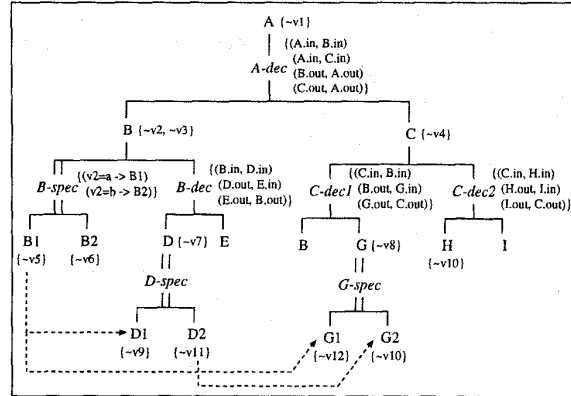 A {~v1}
{(A.in, B.in)
(A.in, C.in)
A-dec (B.out, A.out)
(C.out, A.out)}
B {~v2, ~v3} C {~v4}
B-spec {(v2=a -> B1)
(v2=b -> B2)}
B-dec {(B.in, D.in)
(D.out, E.in)
(E.out, B.out)}
C-dec1 {(C.in, B.in)
(B.out, G.in)
(G.out, C.out)}
C-dec2 {(C.in, H.in)
(H.out, I.in)
(I.out, C.out)}
B1 B2 D {~v7} E B G {~v8} H I
{~v5} {~v6} {~v10}
D-spec G-spec
D1 D2 G1 G2
{~v9} {~v11} {~v12} {~v10}